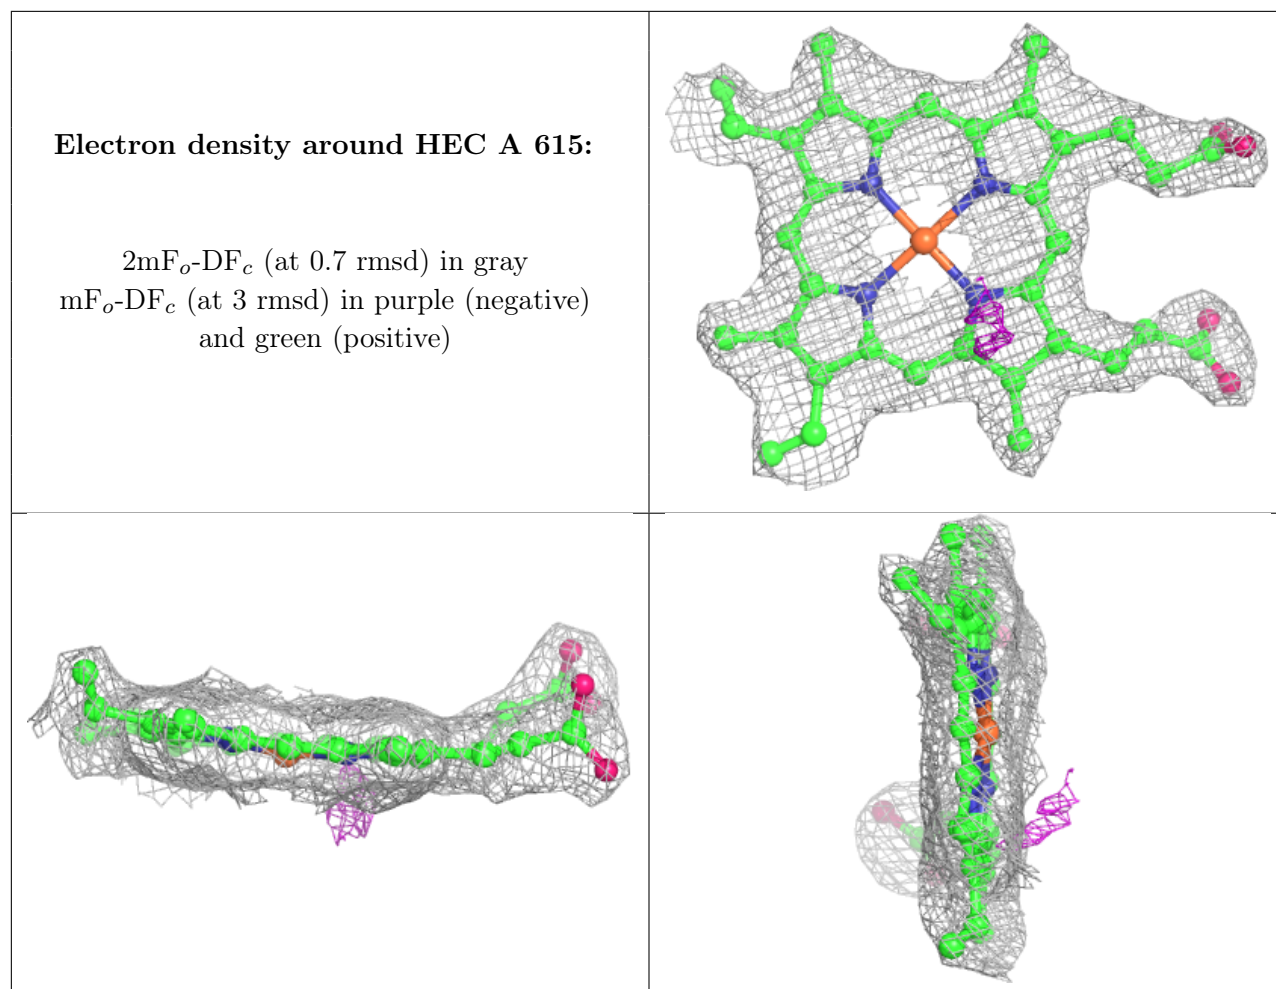 Electron density around HEC A 615:
2mFo-DFc (at 0.7 rmsd) in gray
mFo-DFc (at 3 rmsd) in purple (negative)
and green (positive)